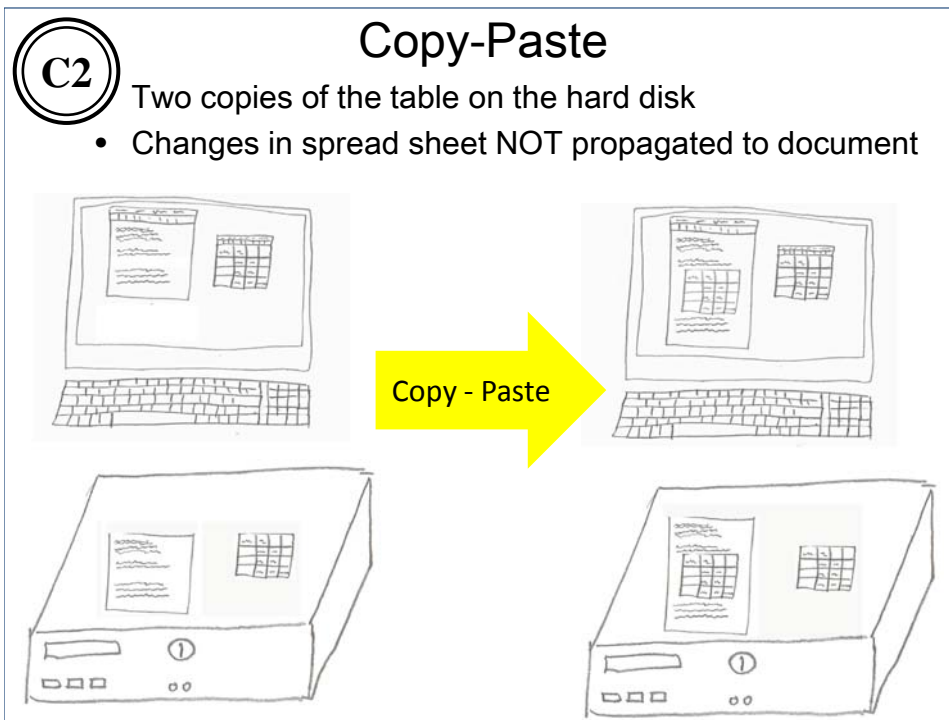 C2
Copy-Paste
Two copies of the table on the hard disk
• Changes in spread sheet NOT propagated to document
Copy - Paste